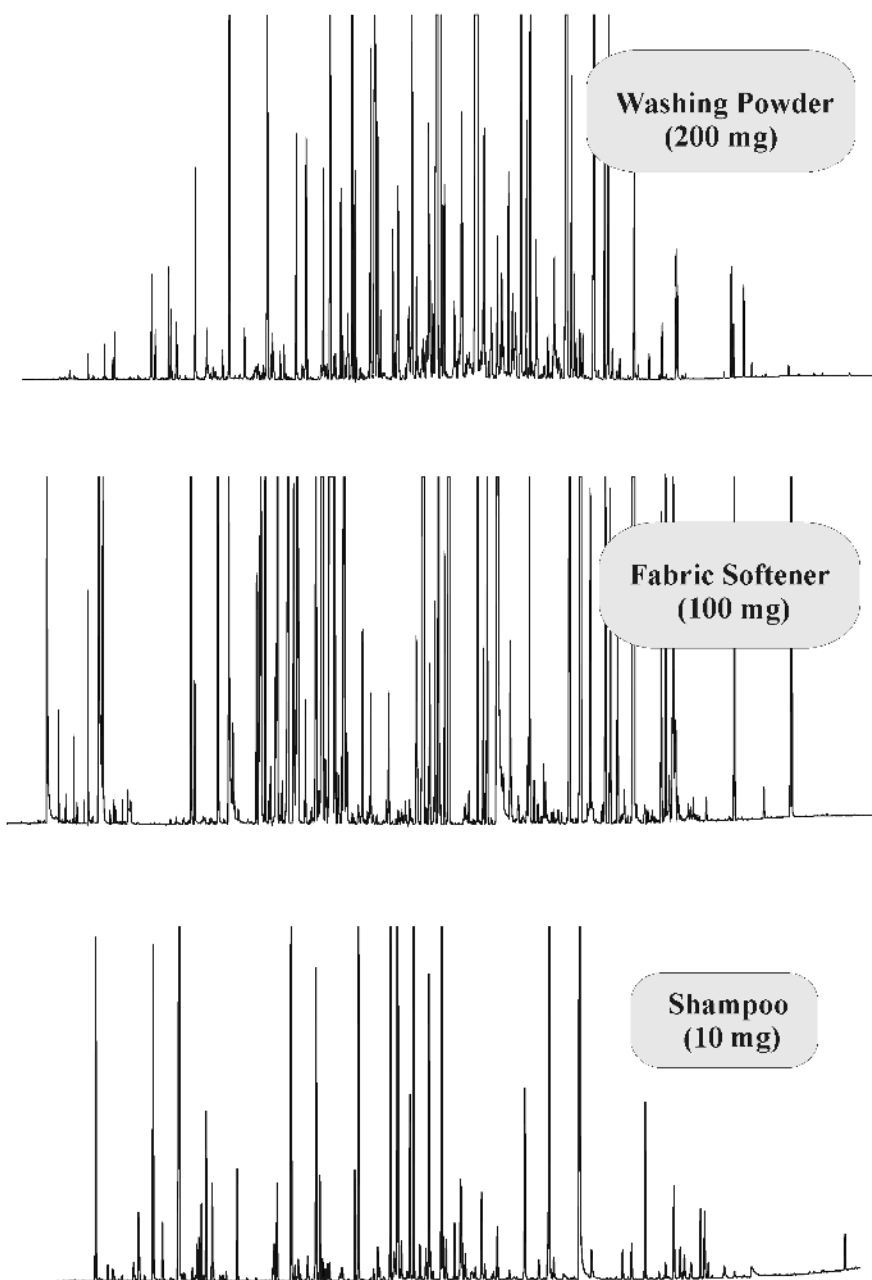 Washing Powder
(200 mg)
Fabric Softener
(100 mg)
Shampoo
(10 mg)